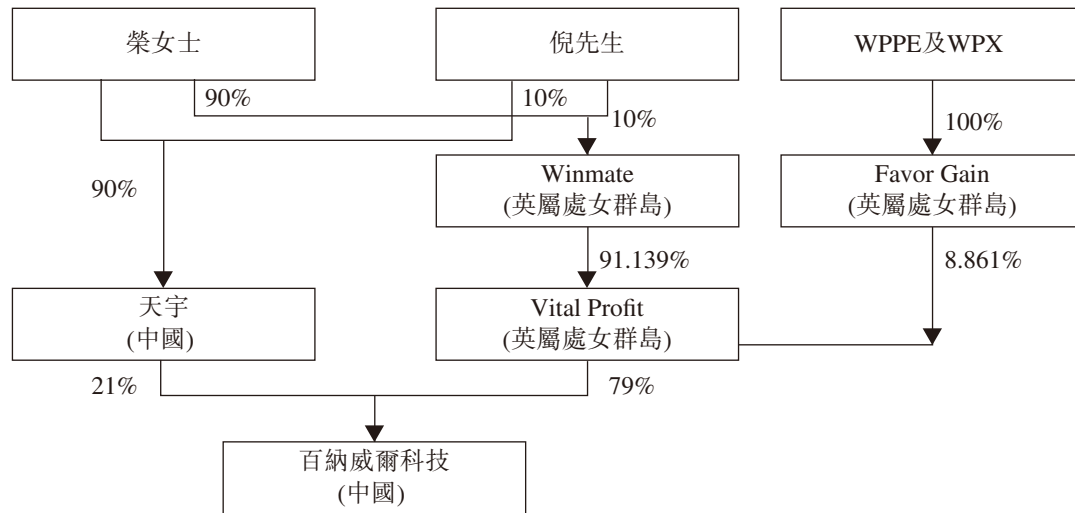 榮女士
倪先生
WPPE及WPX
90%
10%
10%
100%
90%
Winmate
(英屬處女群島)
Favor Gain
(英屬處女群島)
91.139%
8.861%
天宇
(中國)
Vital Profit
(英屬處女群島)
21%
79%
百納威爾科技
(中國)